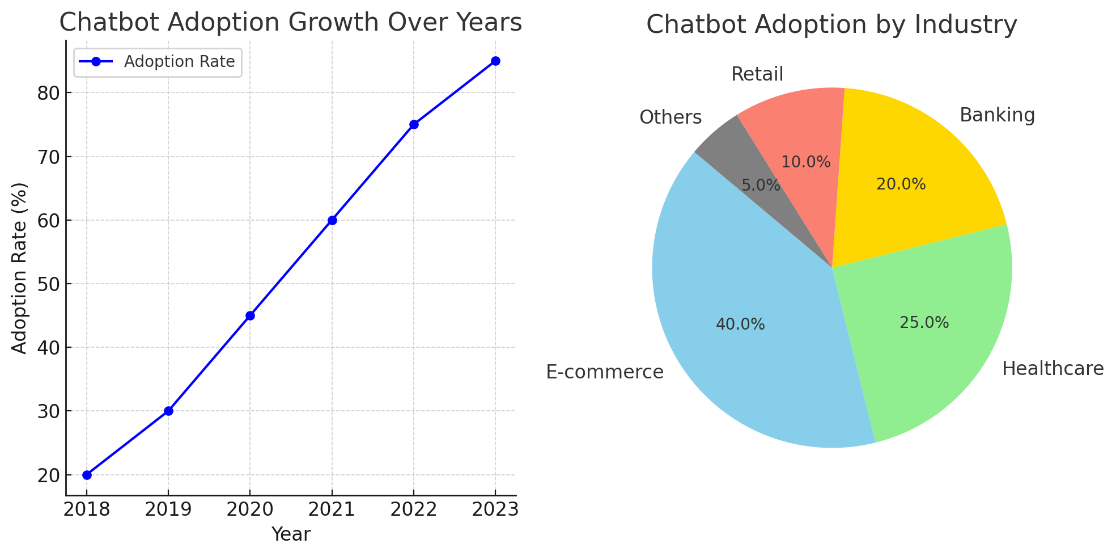 Chatbot Adoption Growth Over Years
Adoption Rate
Adoption Rate (%)
80
70
60
50
40
30
20
2018 2019 2020 2021 2022 2023
Year
Chatbot Adoption by Industry
Retail
Others
Banking
10.0%
5.0%
20.0%
40.0%
25.0%
E-commerce
Healthcare